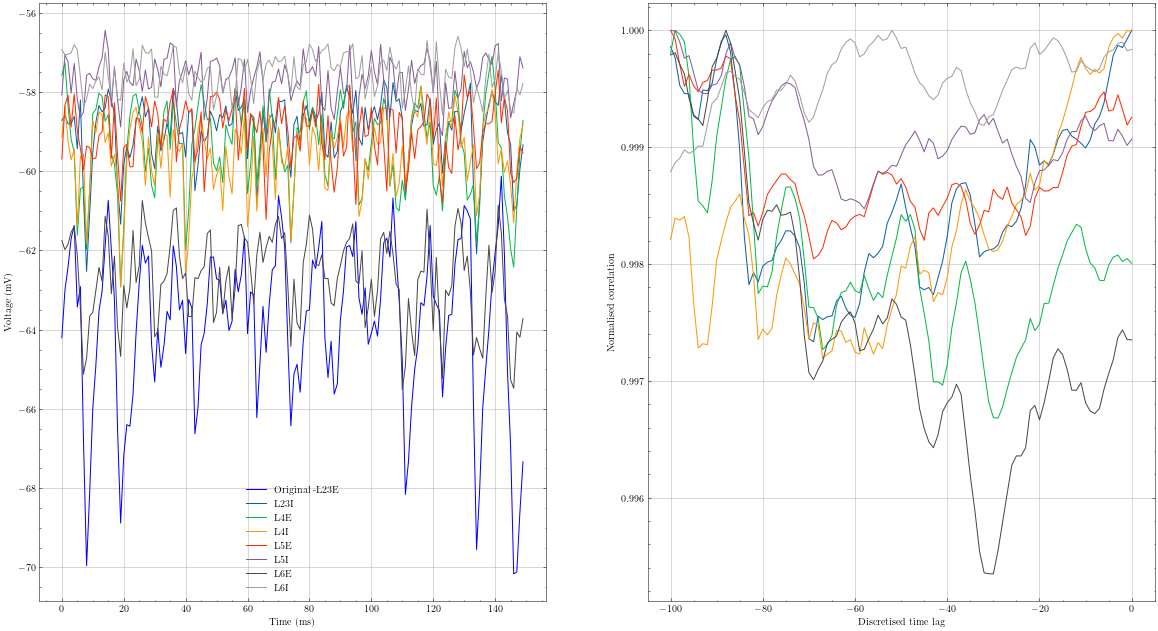 −56
−58
−60
−62
−64
−66
−68
−70
Voltage (mV)
0 20 40 60 80 100 120 140
Time (ms)
Original -L23E
L23I
L4E
L4I
L5E
L5I
L6E
L6I
1.000
0.999
0.998
0.997
0.996
Normalised correlation
−100 −80 −60 −40 −20 0
Discretised time lag